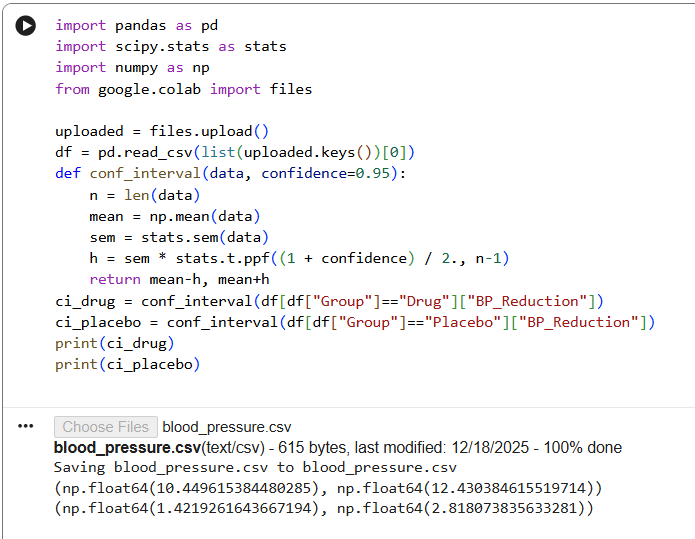 import pandas as pd
import scipy.stats as stats
import numpy as np
from google.colab import files

uploaded = files.upload()
df = pd.read_csv(list(uploaded.keys())[0])
def conf_interval(data, confidence=0.95):
    n = len(data)
    mean = np.mean(data)
    sem = stats.sem(data)
    h = sem * stats.t.ppf((1 + confidence) / 2., n-1)
    return mean-h, mean+h
ci_drug = conf_interval(df[df["Group"]=="Drug"]["BP_Reduction"])
ci_placebo = conf_interval(df[df["Group"]=="Placebo"]["BP_Reduction"])
print(ci_drug)
print(ci_placebo)
Choose Files blood_pressure.csv
blood_pressure.csv(text/csv) - 615 bytes, last modified: 12/18/2025 - 100% done
Saving blood_pressure.csv to blood_pressure.csv
(np.float64(10.449615384480285), np.float64(12.430384615519714))
(np.float64(1.4219261643667194), np.float64(2.818073835633281))